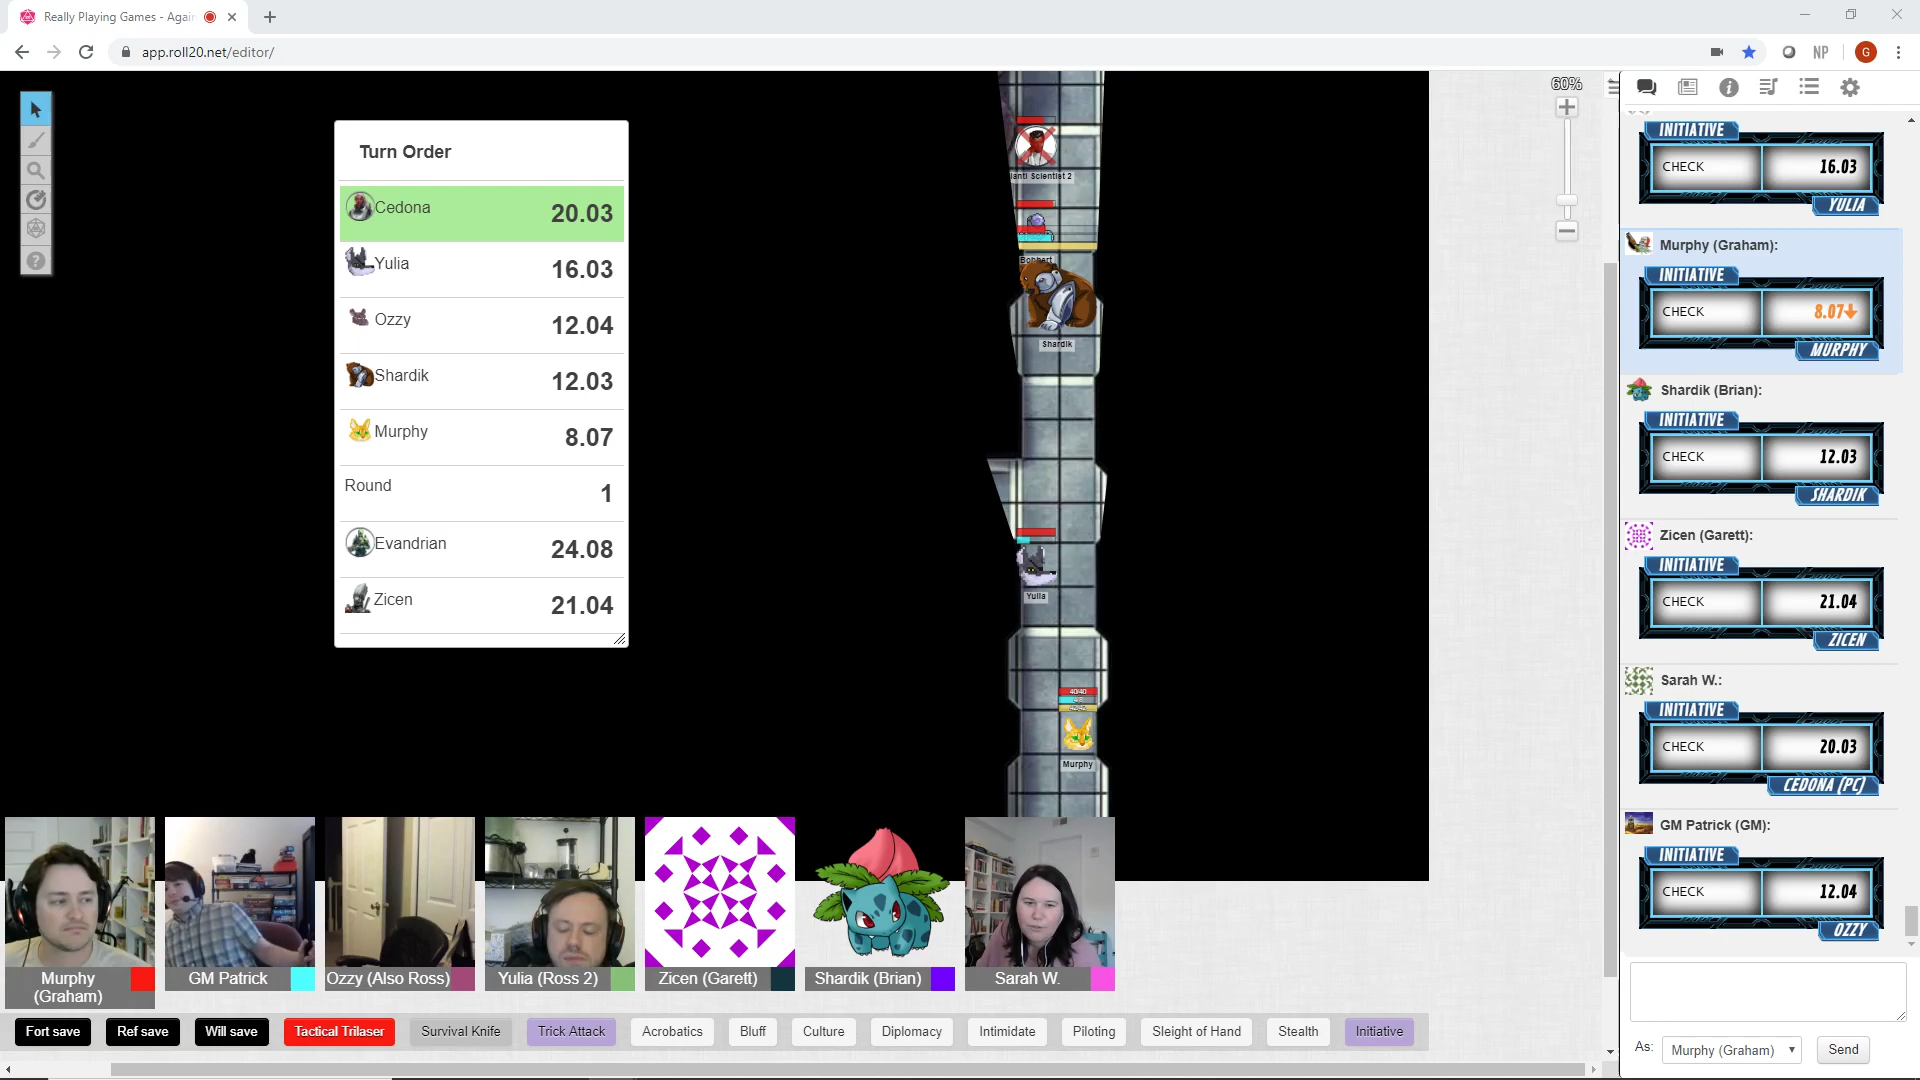 Really Playing Games - Again
app.roll20.net/editor/
NP
G
60%
Turn Order
Cedona 20.03
Yulia 16.03
Ozzy 12.04
Shardik 12.03
Murphy 8.07
Round 1
Evandrian 24.08
Zicen 21.04
Scientist 2
Shardik
Yulia
40/40
Murphy
INITIATIVE
CHECK 16.03
YULIA
Murphy (Graham):
INITIATIVE
CHECK 8.07
MURPHY
Shardik (Brian):
INITIATIVE
CHECK 12.03
SHARDIK
Zicen (Garett):
INITIATIVE
CHECK 21.04
ZICEN
Sarah W.:
INITIATIVE
CHECK 20.03
CEDONA (PC)
GM Patrick (GM):
INITIATIVE
CHECK 12.04
OZZY
Murphy
(Graham)
GM Patrick
Ozzy (Also Ross)
Yulia (Ross 2)
Zicen (Garett)
Shardik (Brian)
Sarah W.
Fort save
Ref save
Will save
Tactical Trilaser
Survival Knife
Trick Attack
Acrobatics
Bluff
Culture
Diplomacy
Intimidate
Piloting
Sleight of Hand
Stealth
Initiative
As:
Murphy (Graham)
Send